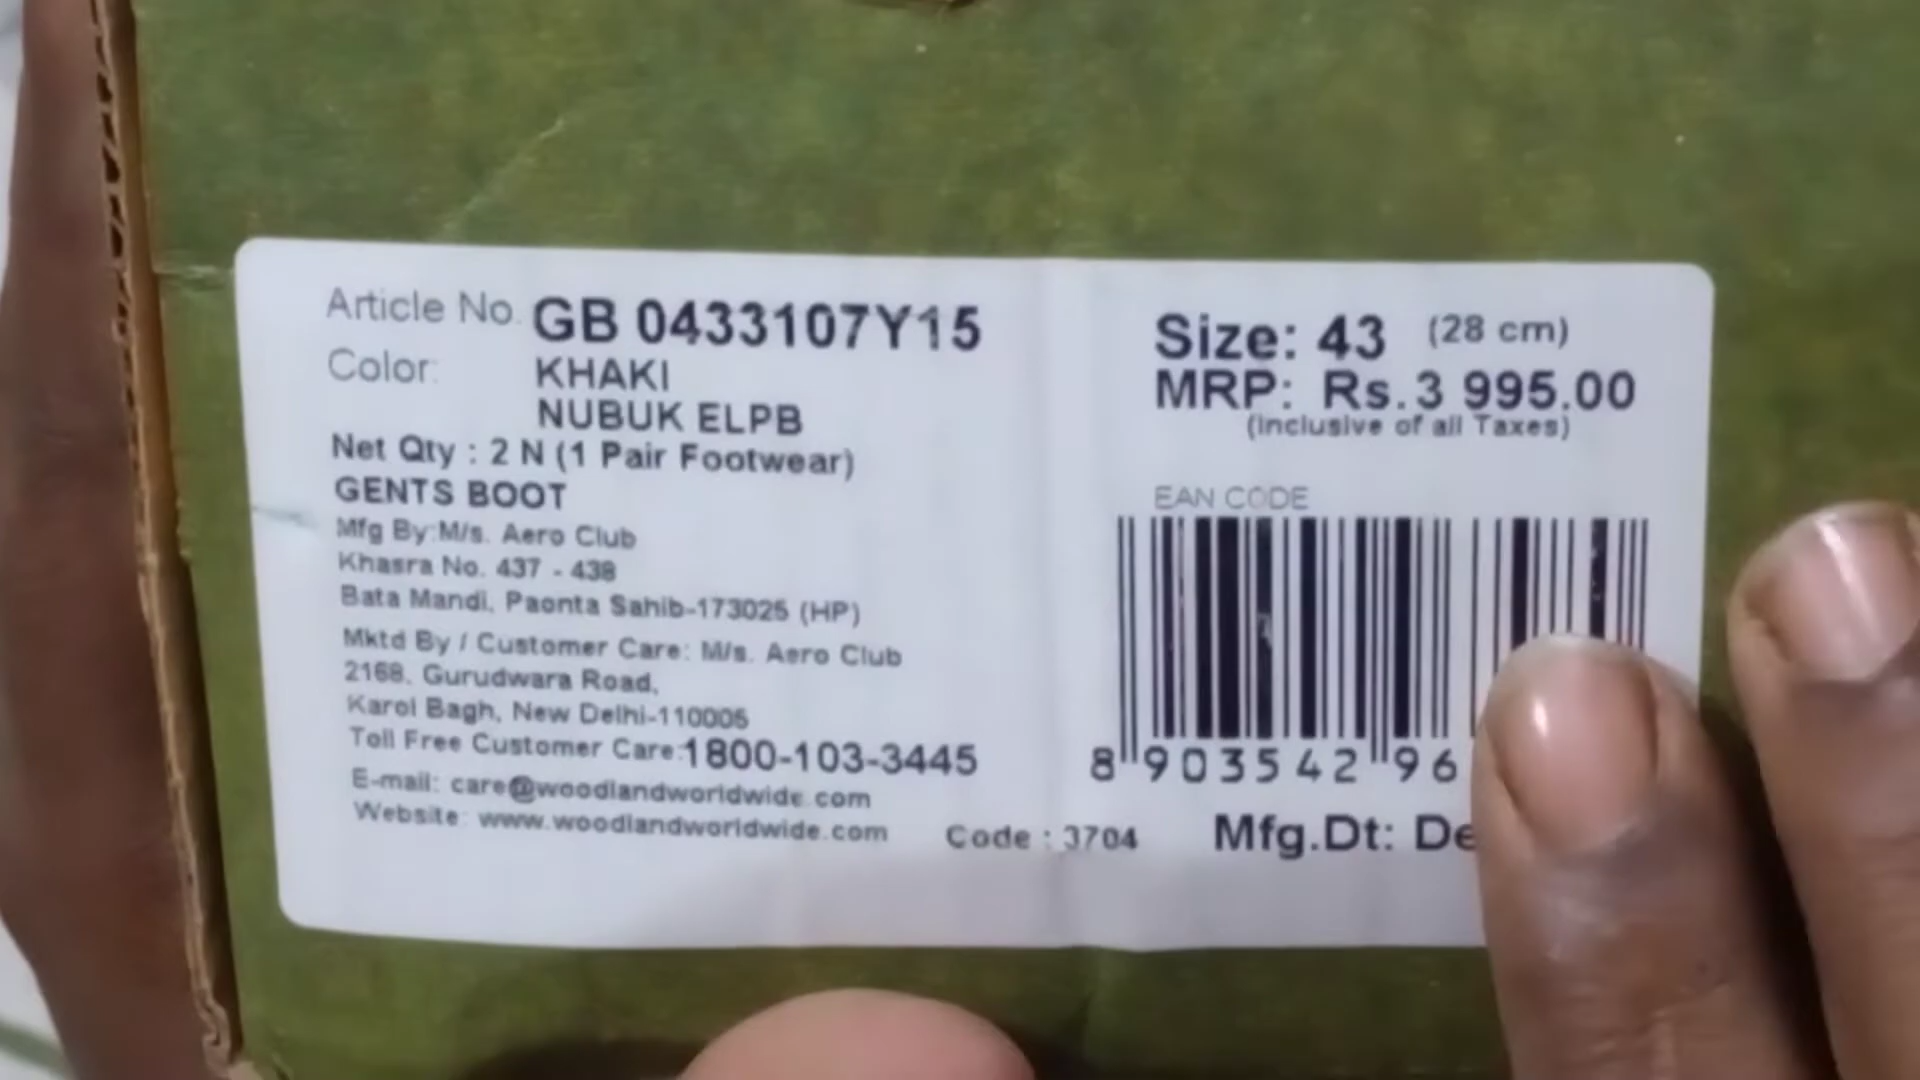 Article No. GB 0433107Y15
Color: KHAKI
NUBUK ELPB
Net Qty : 2 N (1 Pair Footwear)
GENTS BOOT
Mfg By:M/s. Aero Club
Khasra No. 437 - 438
Bata Mandi, Paonta Sahib-173025 (HP)
Mktd By / Customer Care: M/s. Aero Club
2168, Gurudwara Road,
Karol Bagh, New Delhi-110005
Toll Free Customer Care:1800-103-3445
E-mail: care@woodlandworldwide.com
Website: www.woodlandworldwide.com
Code : 3704
Size: 43 (28 cm)
MRP: Rs.3 995.00
(Inclusive of all Taxes)
EAN CODE
8 903542 96
Mfg.Dt: De